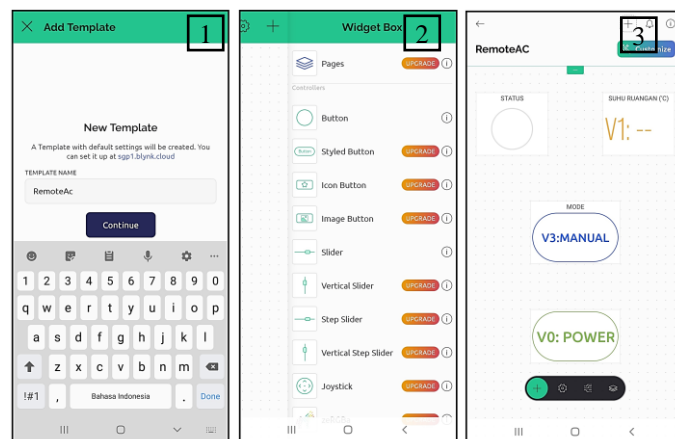 Add Template
1
New Template
A Template with default settings will be created. You
can set it up at sgp1.blynk.cloud
TEMPLATE NAME
RemoteAc
Continue
1 2 3 4 5 6 7 8 9 0
q w e r t y u i o p
a s d f g h j k l
z x c v b n m
!#1 , Bahasa Indonesia . Done
Widget Box
2
Pages UPGRADE
Controllers
Button
Button Styled Button UPGRADE
Icon Button UPGRADE
Image Button UPGRADE
Slider
Vertical Slider UPGRADE
Step Slider UPGRADE
Vertical Step Slider UPGRADE
Joystick UPGRADE
UPGRADE
3
RemoteAC
Customize
STATUS
SUHU RUANGAN (°C)
V1: --
MODE
V3:MANUAL
V0: POWER